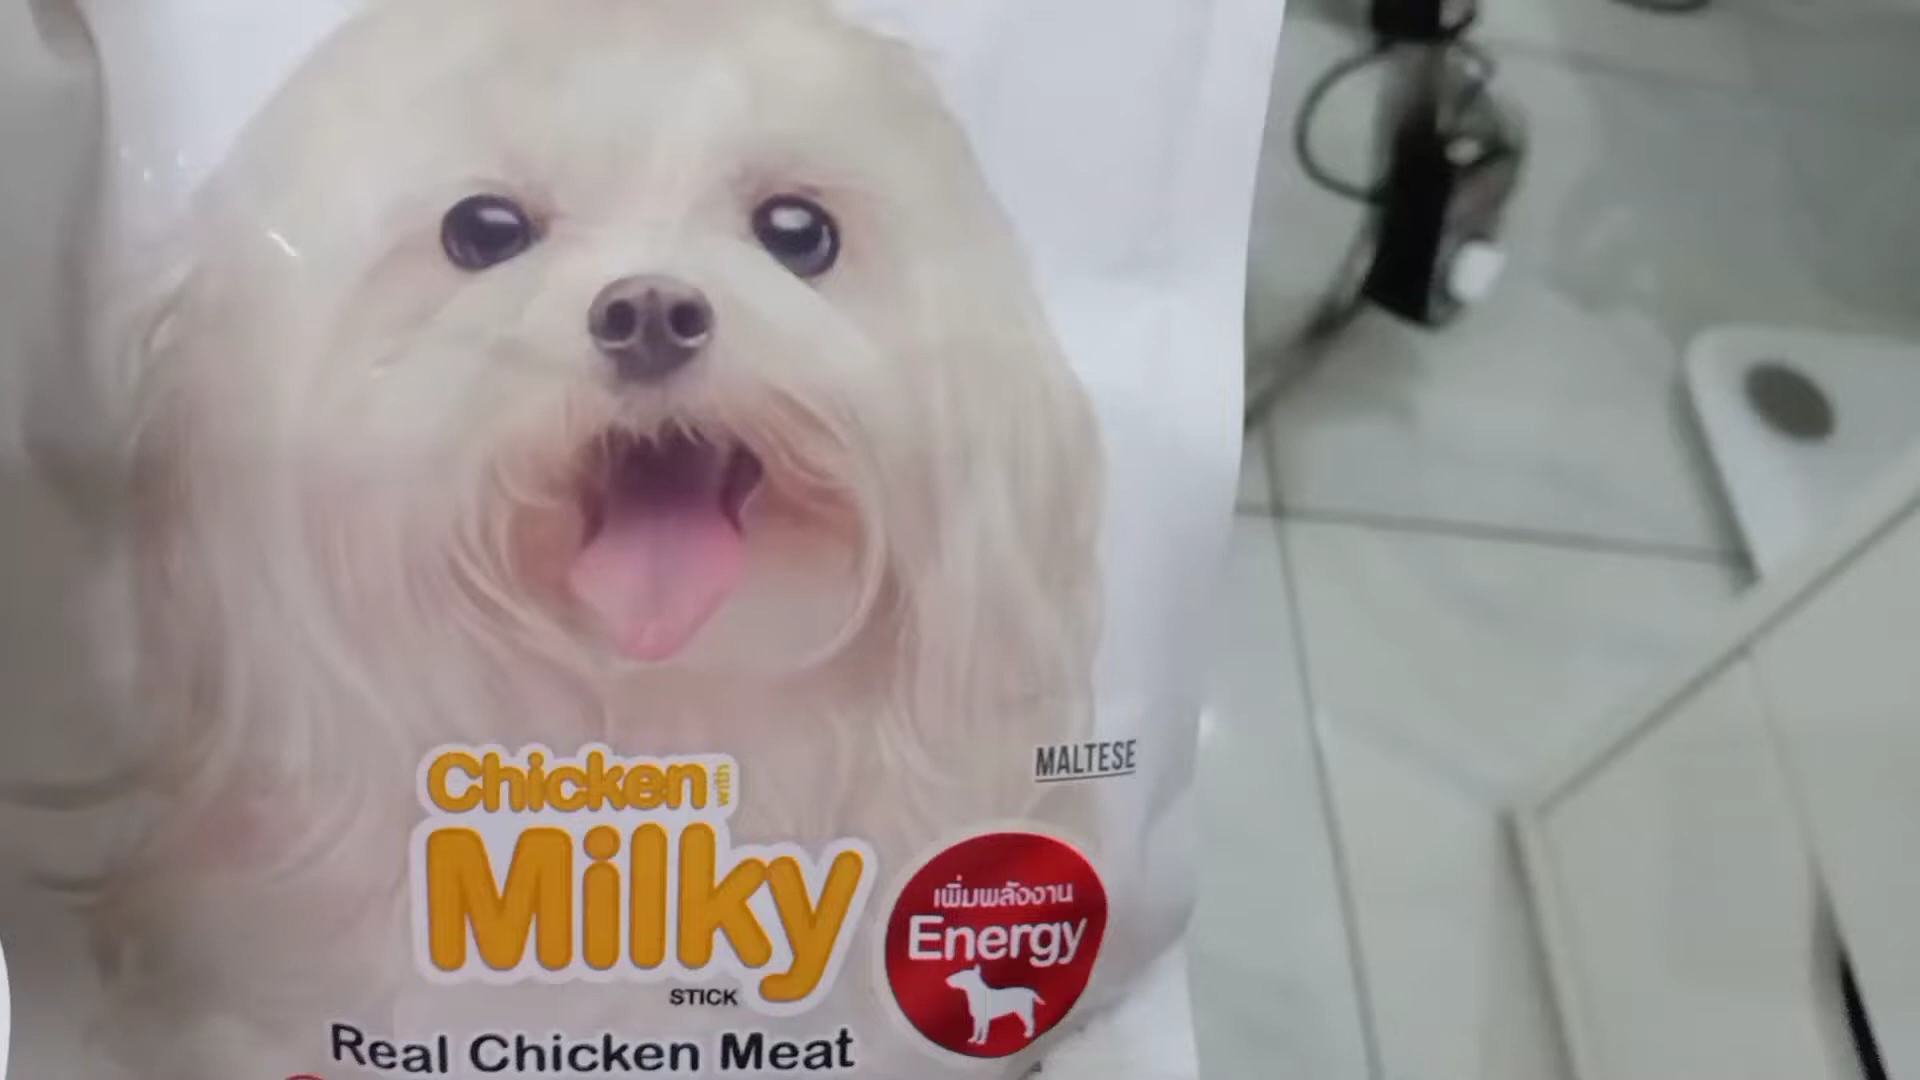 MALTESE
Chicken with
Milky
STICK
เพิ่มพลังงาน
Energy
Real Chicken Meat